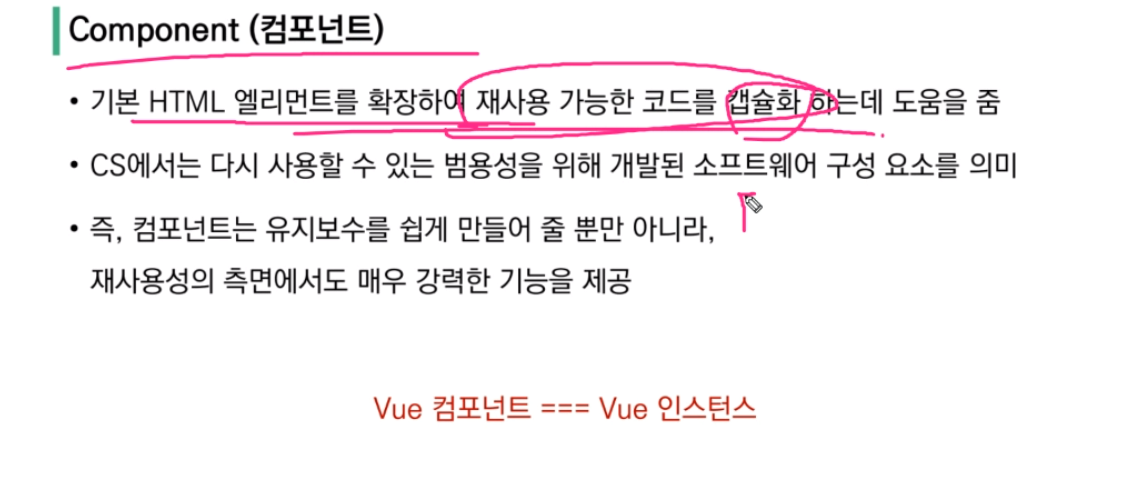 Component (컴포넌트)
• 기본 HTML 엘리먼트를 확장하여 재사용 가능한 코드를 캡슐화 하는데 도움을 줌
• CS에서는 다시 사용할 수 있는 범용성을 위해 개발된 소프트웨어 구성 요소를 의미
• 즉, 컴포넌트는 유지보수를 쉽게 만들어 줄 뿐만 아니라,
재사용성의 측면에서도 매우 강력한 기능을 제공
Vue 컴포넌트 === Vue 인스턴스